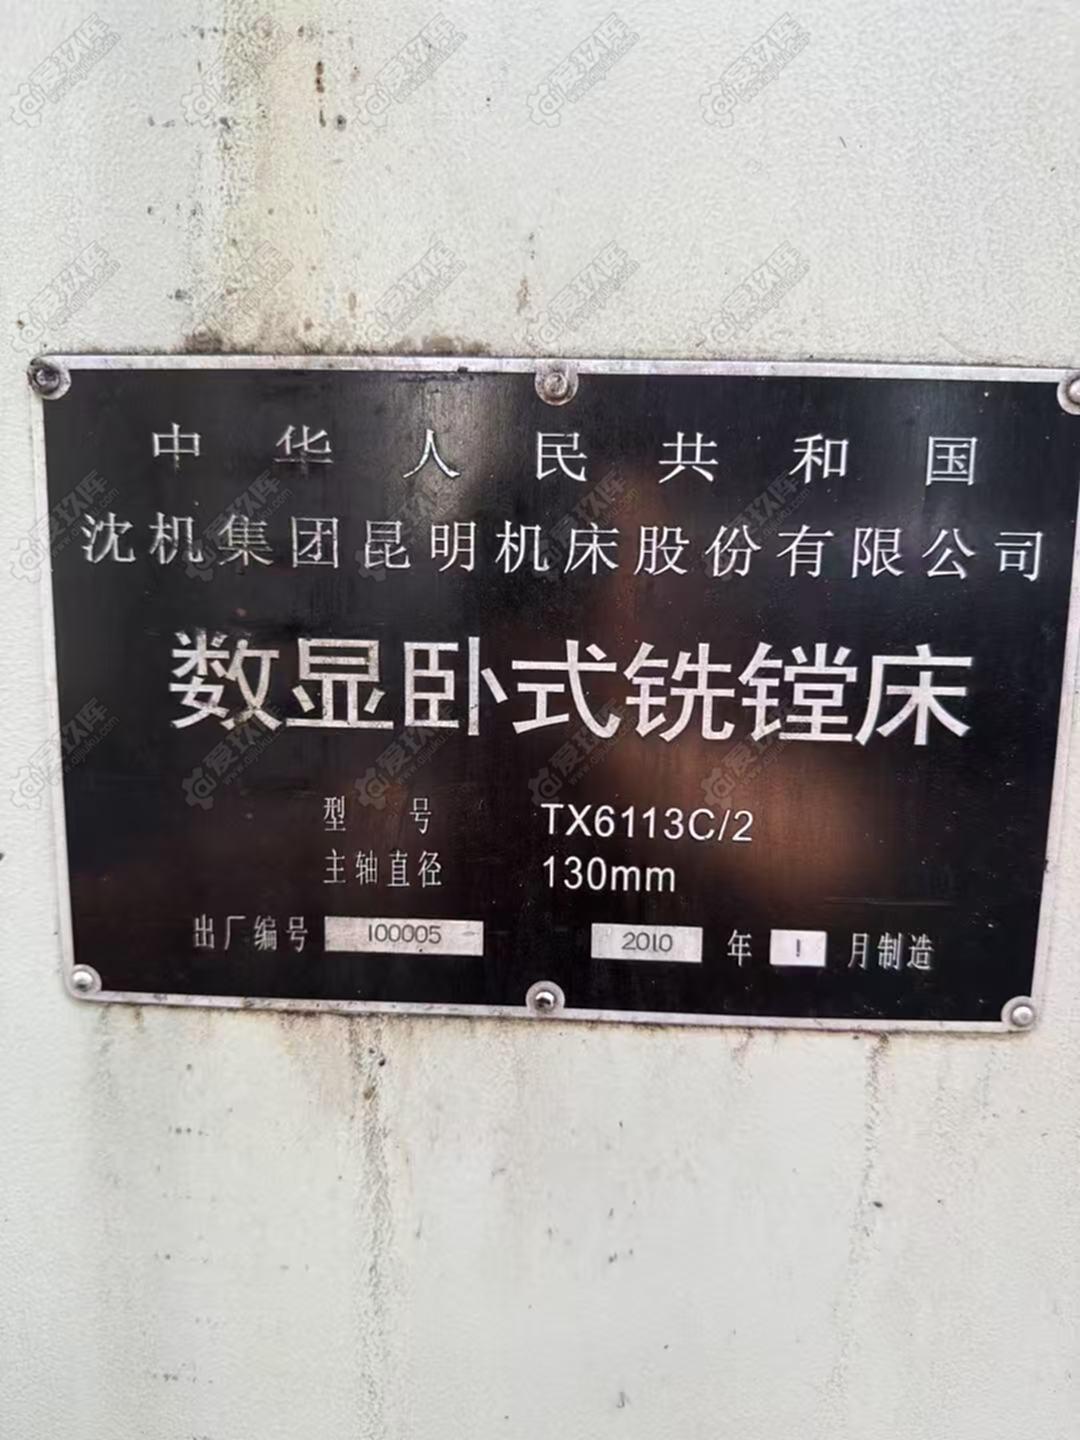 中华人民共和国
沈机集团昆明机床股份有限公司
数显卧式铣镗床
型号 TX6113C/2
主轴直径 130mm
出厂编号 100005 2010 年 1 月制造